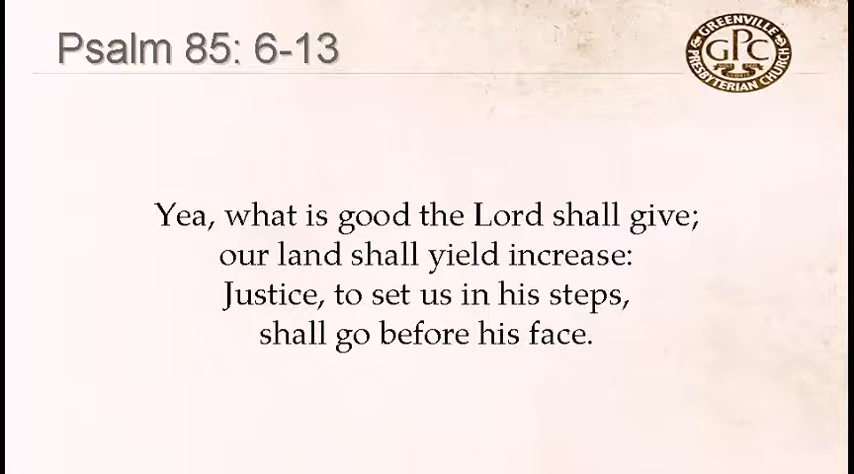 Psalm 85: 6-13
GREENVILLE
GPC
PRESBYTERIAN CHURCH
Yea, what is good the Lord shall give;
our land shall yield increase:
Justice, to set us in his steps,
shall go before his face.